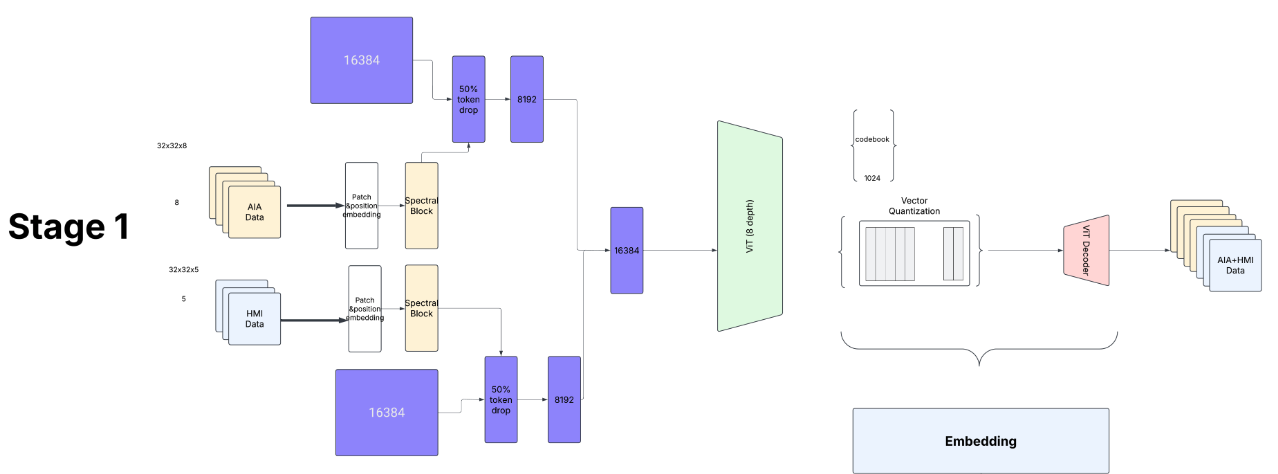 Stage 1
16384
50%
token
drop
8192
32x32x8
8
AIA
Data
Patch
&position
embedding
Spectral
Block
32x32x5
5
HMI
Data
Patch
&position
embedding
Spectral
Block
16384
50%
token
drop
8192
16384
ViT (8 depth)
codebook
1024
Vector
Quantization
ViT Decoder
AIA+HMI
Data
Embedding